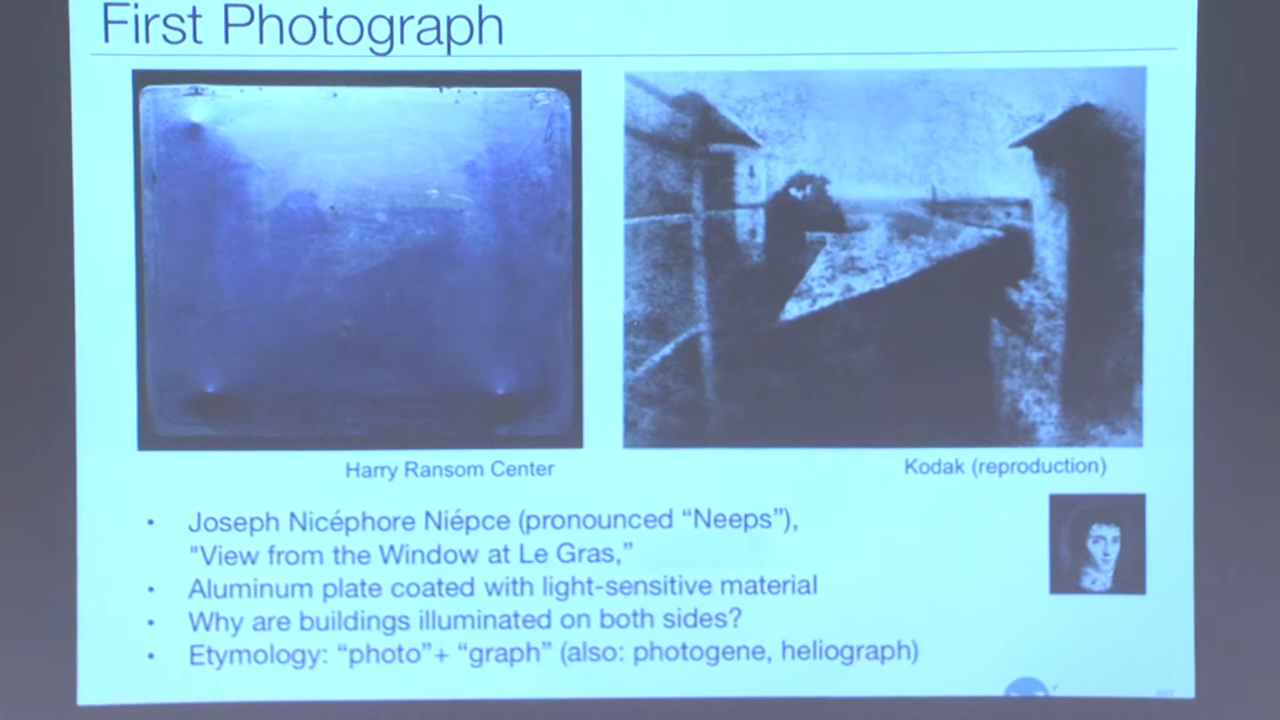 First Photograph
Harry Ransom Center
Kodak (reproduction)
• Joseph Nicéphore Niépce (pronounced “Neeps”),
"View from the Window at Le Gras,”
• Aluminum plate coated with light-sensitive material
• Why are buildings illuminated on both sides?
• Etymology: “photo”+ “graph” (also: photogene, heliograph)